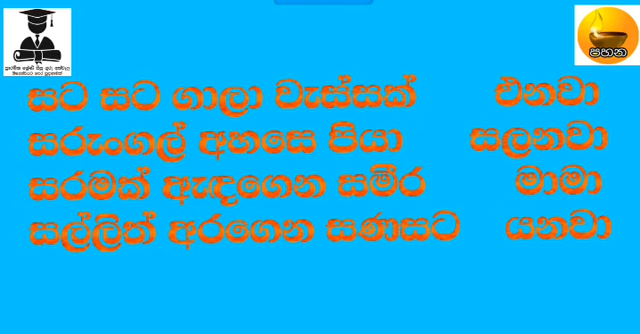 පහන
සට සට ගාලා වැස්සක් එනවා
සරුංගල් අහසෙ පියා සලනවා
සරමක් ඇඳගෙන සමීර මාමා
සල්ලිත් අරගෙන සණසට යනවා